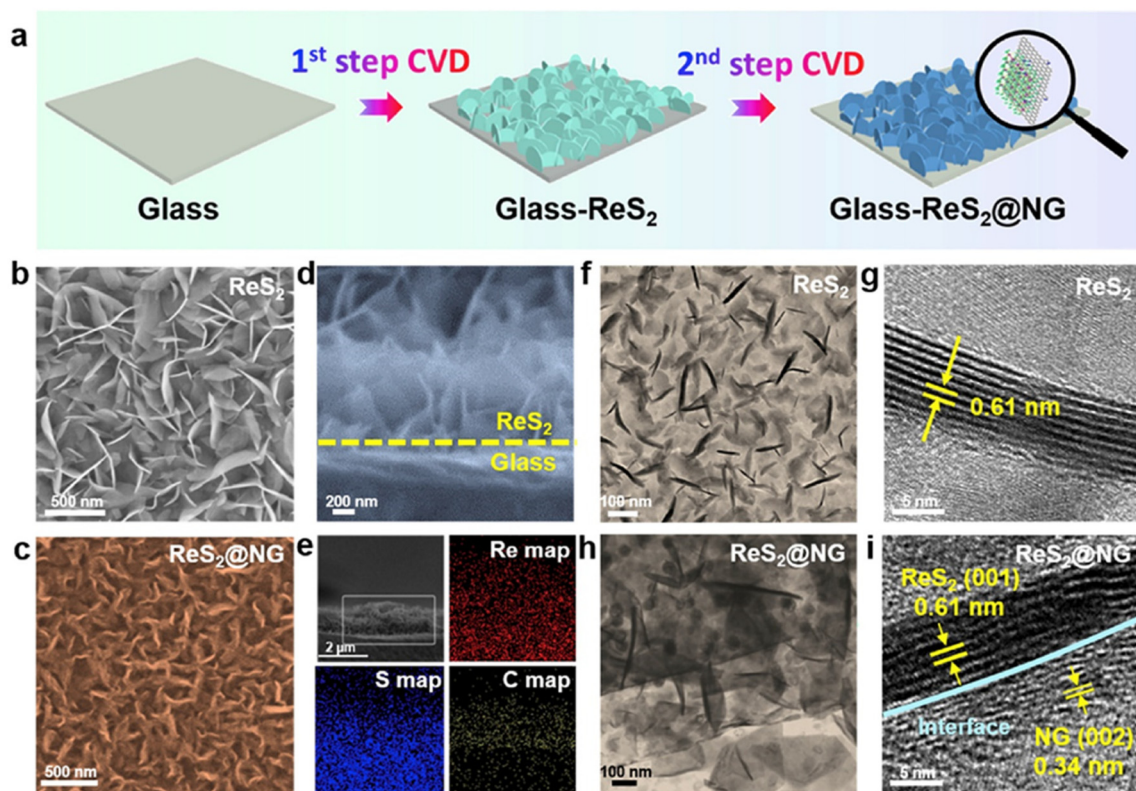 a
1st step CVD
2nd step CVD
Glass
Glass-ReS₂
Glass-ReS₂@NG
b
ReS₂
500 nm
d
ReS₂
Glass
200 nm
f
ReS₂
100 nm
g
ReS₂
0.61 nm
5 nm
c
ReS₂@NG
500 nm
e
Re map
2 μm
S map
C map
h
ReS₂@NG
100 nm
i
ReS₂@NG
ReS₂ (001)
0.61 nm
Interface
NG (002)
0.34 nm
5 nm